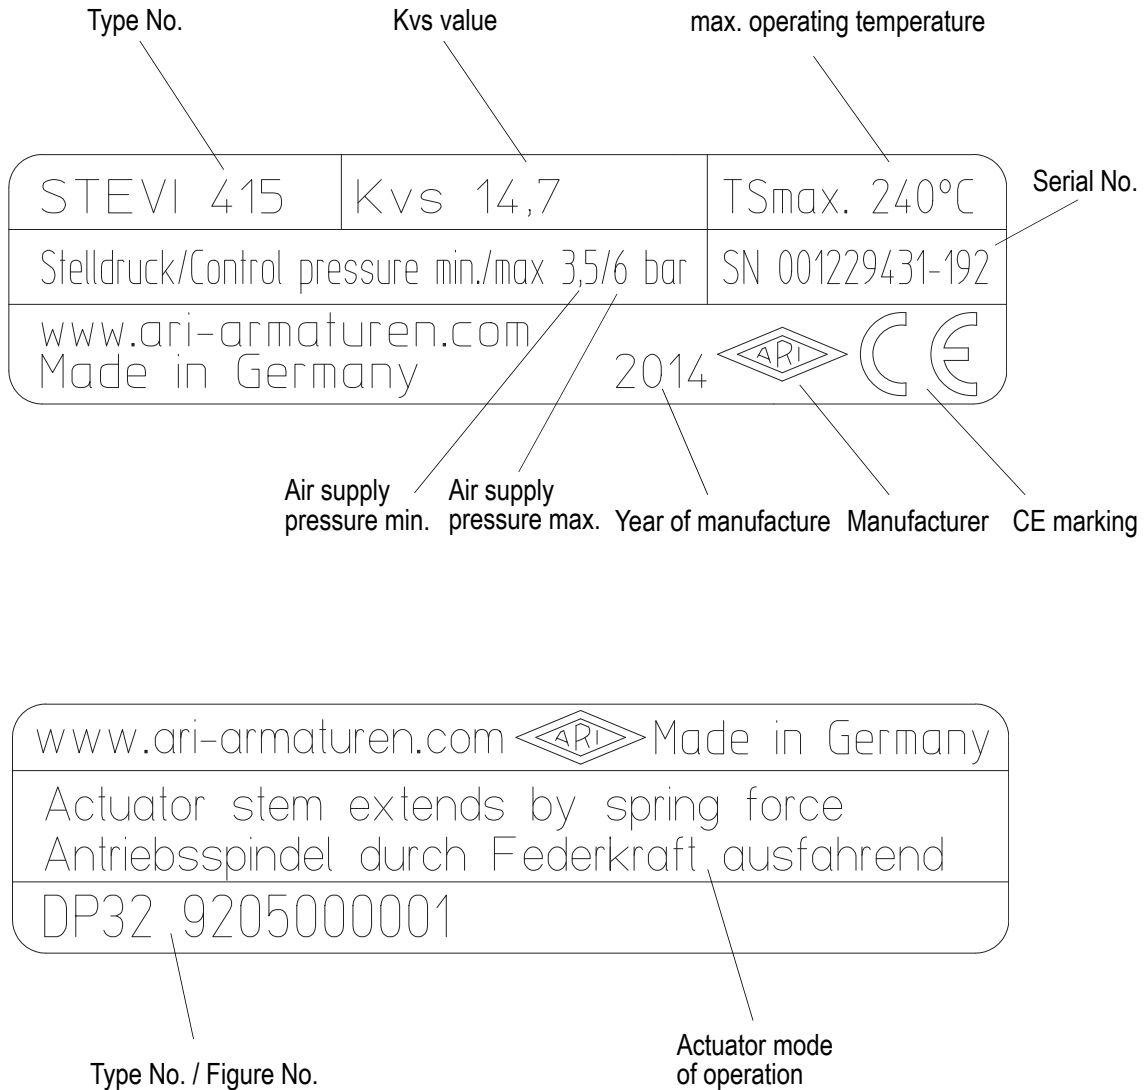 Type No. Kvs value max. operating temperature
STEVI 415 Kvs 14,7 TSmax. 240°C
Serial No.
Stelldruck/Control pressure min./max 3,5/6 bar SN 001229431-192
www.ari-armaturen.com
Made in Germany 2014 ARI CE
Air supply Air supply
pressure min. pressure max. Year of manufacture Manufacturer CE marking
www.ari-armaturen.com ARI Made in Germany
Actuator stem extends by spring force
Antriebsspindel durch Federkraft ausfahrend
DP32 9205000001
Actuator mode
Type No. / Figure No. of operation